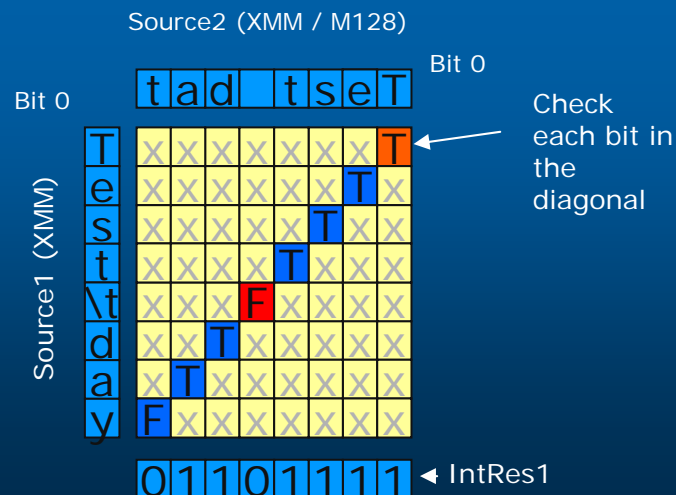 Source2 (XMM / M128)
Bit 0
Bit 0
t a d t s e T
Check
each bit in
the
diagonal
Source1 (XMM)
T x x x x x x x T
e x x x x x x T x
s x x x x x T x x
t x x x x T x x x
\t x x x F x x x x
d x x T x x x x x
a x T x x x x x x
y F x x x x x x x
0 1 1 0 1 1 1 1
IntRes1